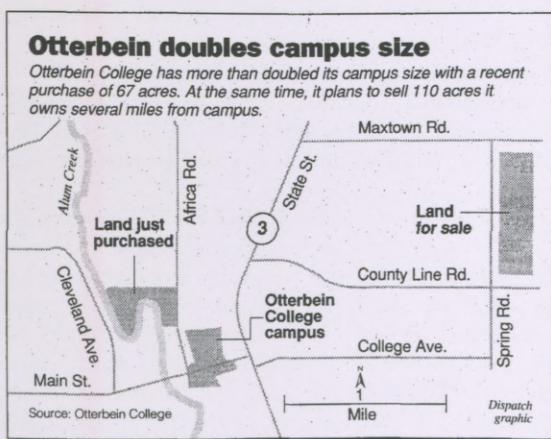 Otterbein doubles campus size
Otterbein College has more than doubled its campus size with a recent
purchase of 67 acres. At the same time, it plans to sell 110 acres it
owns several miles from campus.
Maxtown Rd.
Alum Creek
Africa Rd.
State St.
3
Land just
purchased
Land
for sale
Cleveland Ave.
County Line Rd.
Otterbein
College
campus
Spring Rd.
College Ave.
Main St.
N
1
Mile
Source: Otterbein College
Dispatch
graphic